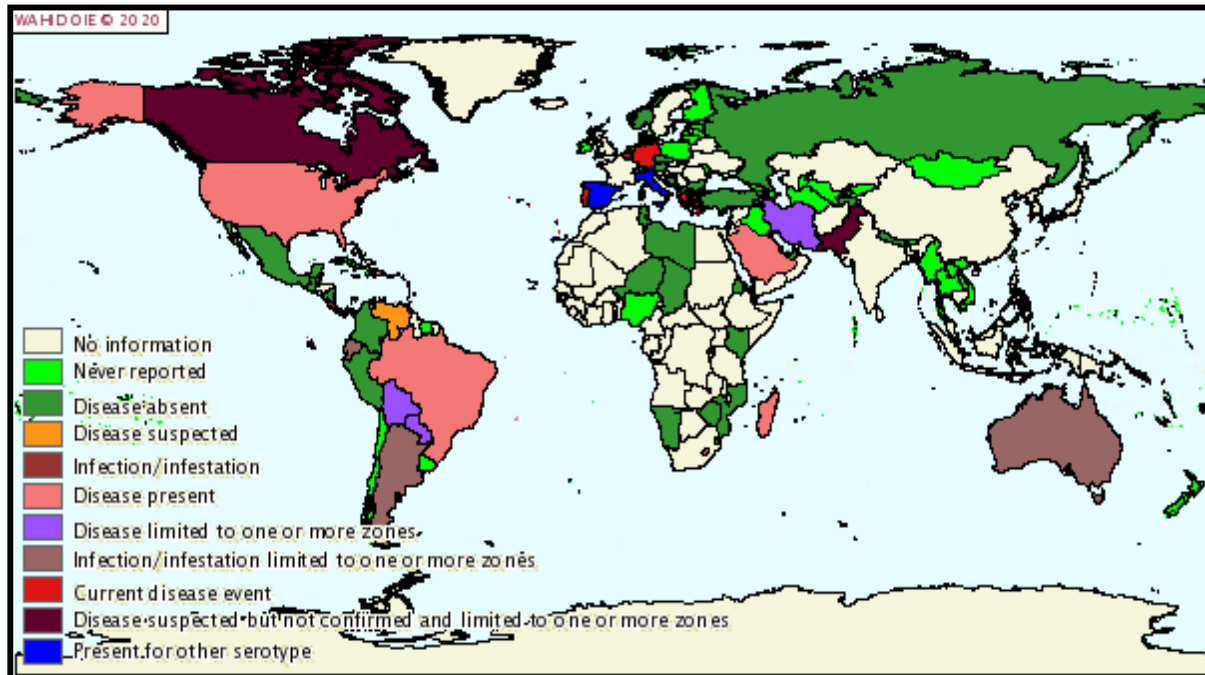 WAHID OIE © 2020
No information
Never reported
Disease absent
Disease suspected
Infection/infestation
Disease present
Disease limited to one or more zones
Infection/infestation limited to one or more zones
Current disease event
Disease suspected but not confirmed and limited to one or more zones
Present for other serotype